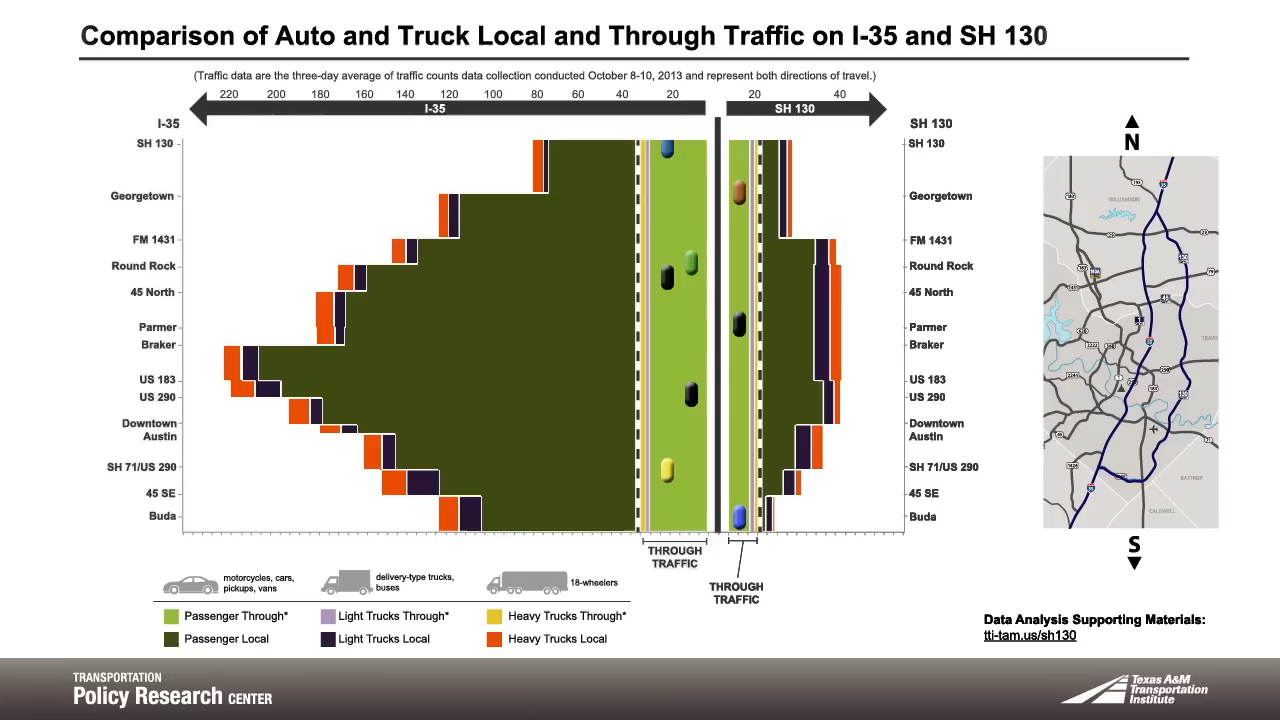 Comparison of Auto and Truck Local and Through Traffic on I-35 and SH 130
(Traffic data are the three-day average of traffic counts data collection conducted October 8-10, 2013 and represent both directions of travel.)
220 200 180 160 140 120 100 80 60 40 20 20 40
I-35 SH 130
I-35 SH 130
SH 130 SH 130
Georgetown Georgetown
FM 1431 FM 1431
Round Rock Round Rock
45 North 45 North
Parmer Parmer
Braker Braker
US 183 US 183
US 290 US 290
Downtown Downtown
Austin Austin
SH 71/US 290 SH 71/US 290
45 SE 45 SE
Buda Buda
THROUGH
TRAFFIC
THROUGH
TRAFFIC
N
WILLIAMSON
BASTROP
CALDWELL
S
motorcycles, cars,
pickups, vans
delivery-type trucks,
buses
18-wheelers
Passenger Through* Light Trucks Through* Heavy Trucks Through*
Passenger Local Light Trucks Local Heavy Trucks Local
Data Analysis Supporting Materials:
tti-tam.us/sh130
TRANSPORTATION
Policy Research CENTER
Texas A&M
Transportation
Institute